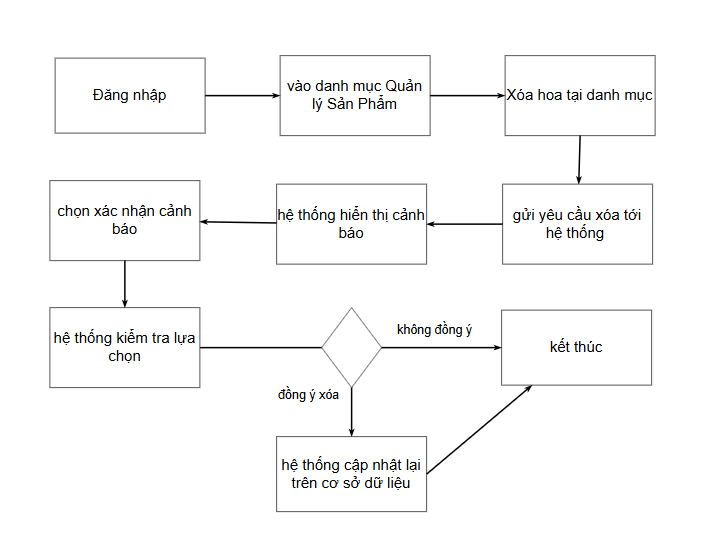 Đăng nhập
vào danh mục Quản
lý Sản Phẩm
Xóa hoa tại danh mục
gửi yêu cầu xóa tới
hệ thống
hệ thống hiển thị cảnh
báo
chọn xác nhận cảnh
báo
hệ thống kiểm tra lựa
chọn
không đồng ý
kết thúc
đồng ý xóa
hệ thống cập nhật lại
trên cơ sở dữ liệu